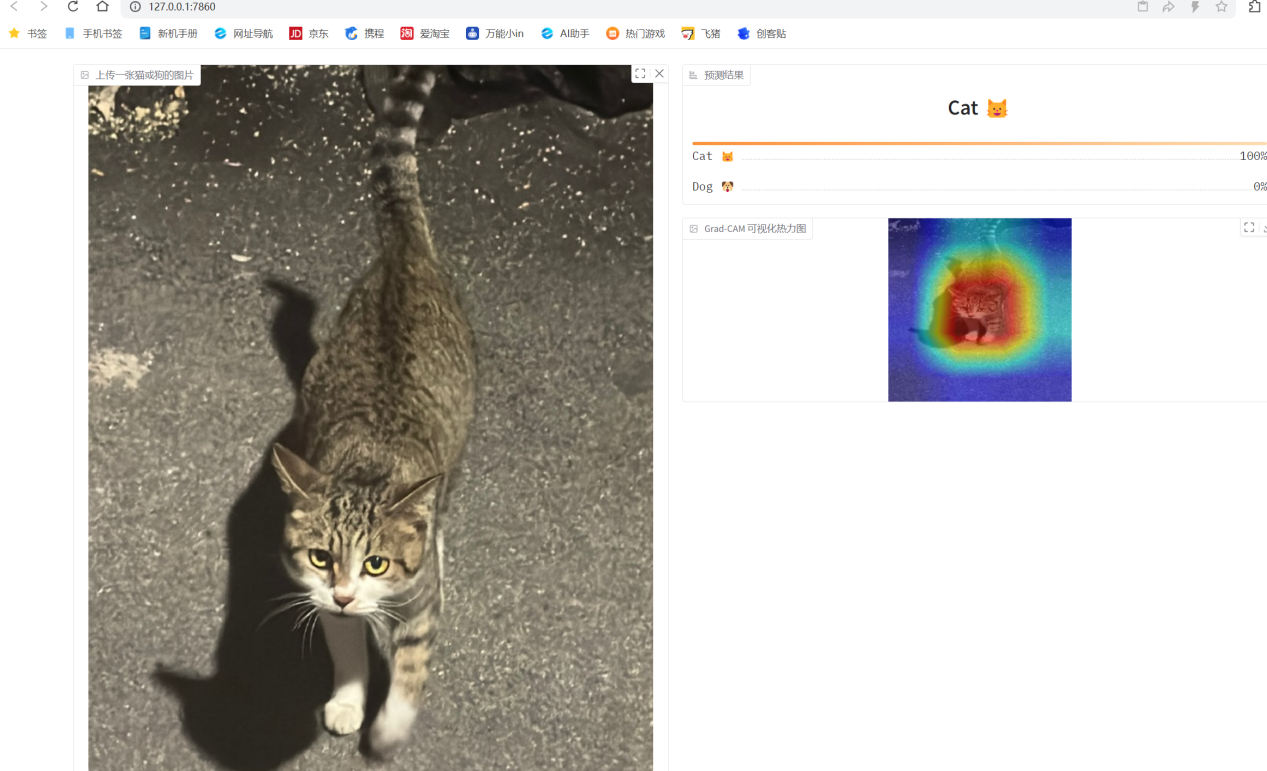 127.0.0.1:7860
书签 手机书签 新机手册 网址导航 JD 京东 携程 淘 爱淘宝 万能小in AI助手 热门游戏 飞猪 创客贴
上传一张猫或狗的图片
预测结果
Cat 😺
Cat 🐱 100%
Dog 🐶 0%
Grad-CAM 可视化热力图